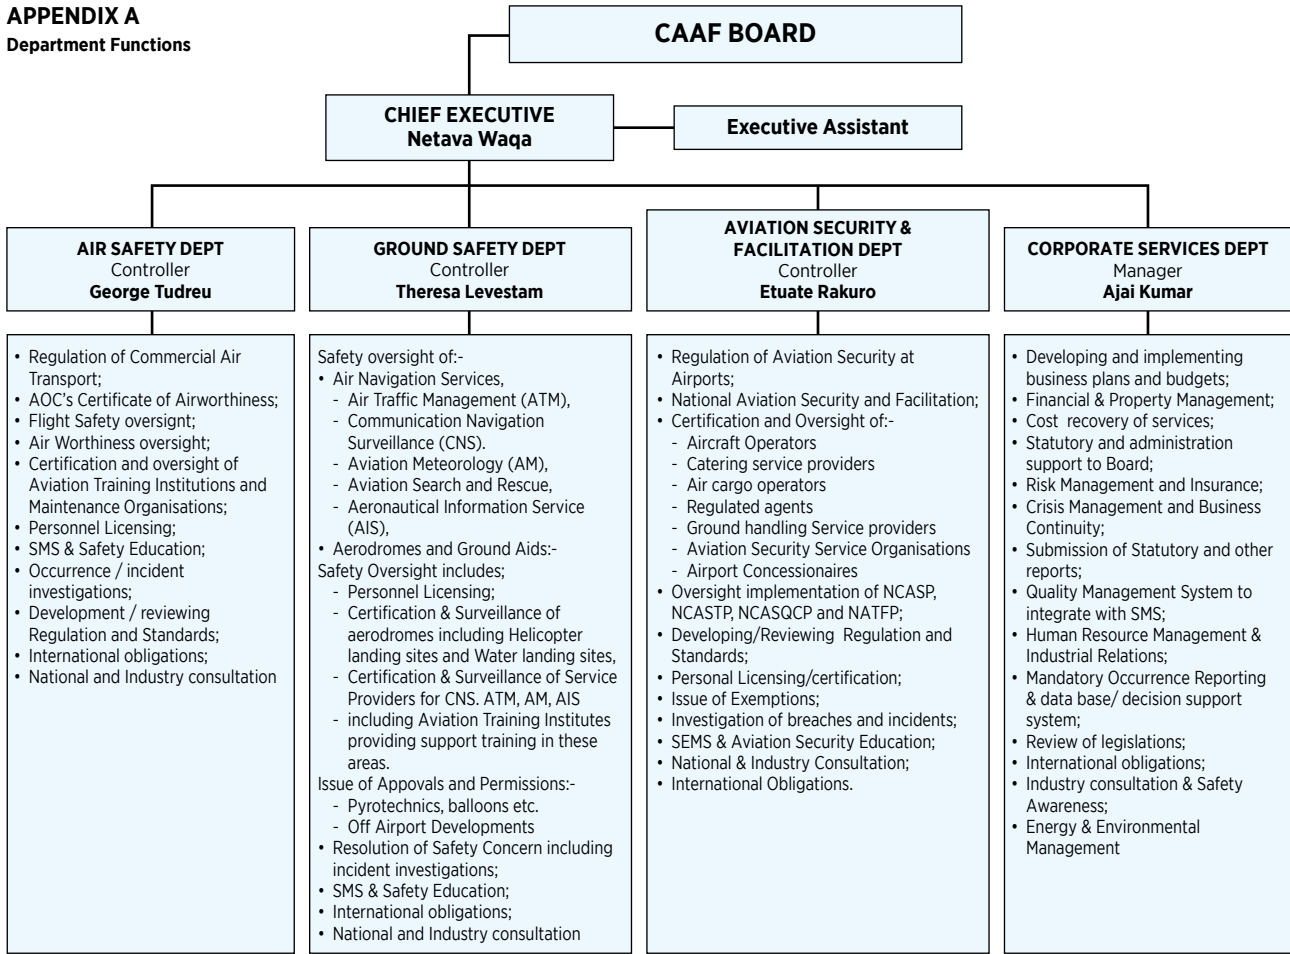 APPENDIX A
Department Functions
CAAF BOARD
CHIEF EXECUTIVE
Netava Waqa
Executive Assistant
AIR SAFETY DEPT
Controller
George Tudreu
GROUND SAFETY DEPT
Controller
Theresa Levestam
AVIATION SECURITY &
FACILITATION DEPT
Controller
Etuate Rakuro
CORPORATE SERVICES DEPT
Manager
Ajai Kumar
• Regulation of Commercial Air
Transport;
• AOC's Certificate of Airworthiness;
• Flight Safety oversignt;
• Air Worthiness oversight;
• Certification and oversight of
Aviation Training Institutions and
Maintenance Organisations;
• Personnel Licensing;
• SMS & Safety Education;
• Occurrence / incident
investigations;
• Development / reviewing
Regulation and Standards;
• International obligations;
• National and Industry consultation
Safety oversight of:-
• Air Navigation Services,
- Air Traffic Management (ATM),
- Communication Navigation
Surveillance (CNS).
- Aviation Meteorology (AM),
- Aviation Search and Rescue,
- Aeronautical Information Service
(AIS),
• Aerodromes and Ground Aids:-
Safety Oversight includes;
- Personnel Licensing;
- Certification & Surveillance of
aerodromes including Helicopter
landing sites and Water landing sites,
- Certification & Surveillance of Service
Providers for CNS. ATM, AM, AIS
- including Aviation Training Institutes
providing support training in these
areas.
Issue of Appovals and Permissions:-
- Pyrotechnics, balloons etc.
- Off Airport Developments
• Resolution of Safety Concern including
incident investigations;
• SMS & Safety Education;
• International obligations;
• National and Industry consultation
• Regulation of Aviation Security at
Airports;
• National Aviation Security and Facilitation;
• Certification and Oversight of:-
- Aircraft Operators
- Catering service providers
- Air cargo operators
- Regulated agents
- Ground handling Service providers
- Aviation Security Service Organisations
- Airport Concessionaires
• Oversight implementation of NCASP,
NCASTP, NCASQCP and NATFP;
• Developing/Reviewing Regulation and
Standards;
• Personal Licensing/certification;
• Issue of Exemptions;
• Investigation of breaches and incidents;
• SEMS & Aviation Security Education;
• National & Industry Consultation;
• International Obligations.
• Developing and implementing
business plans and budgets;
• Financial & Property Management;
• Cost recovery of services;
• Statutory and administration
support to Board;
• Risk Management and Insurance;
• Crisis Management and Business
Continuity;
• Submission of Statutory and other
reports;
• Quality Management System to
integrate with SMS;
• Human Resource Management &
Industrial Relations;
• Mandatory Occurrence Reporting
& data base/ decision support
system;
• Review of legislations;
• International obligations;
• Industry consultation & Safety
Awareness;
• Energy & Environmental
Management